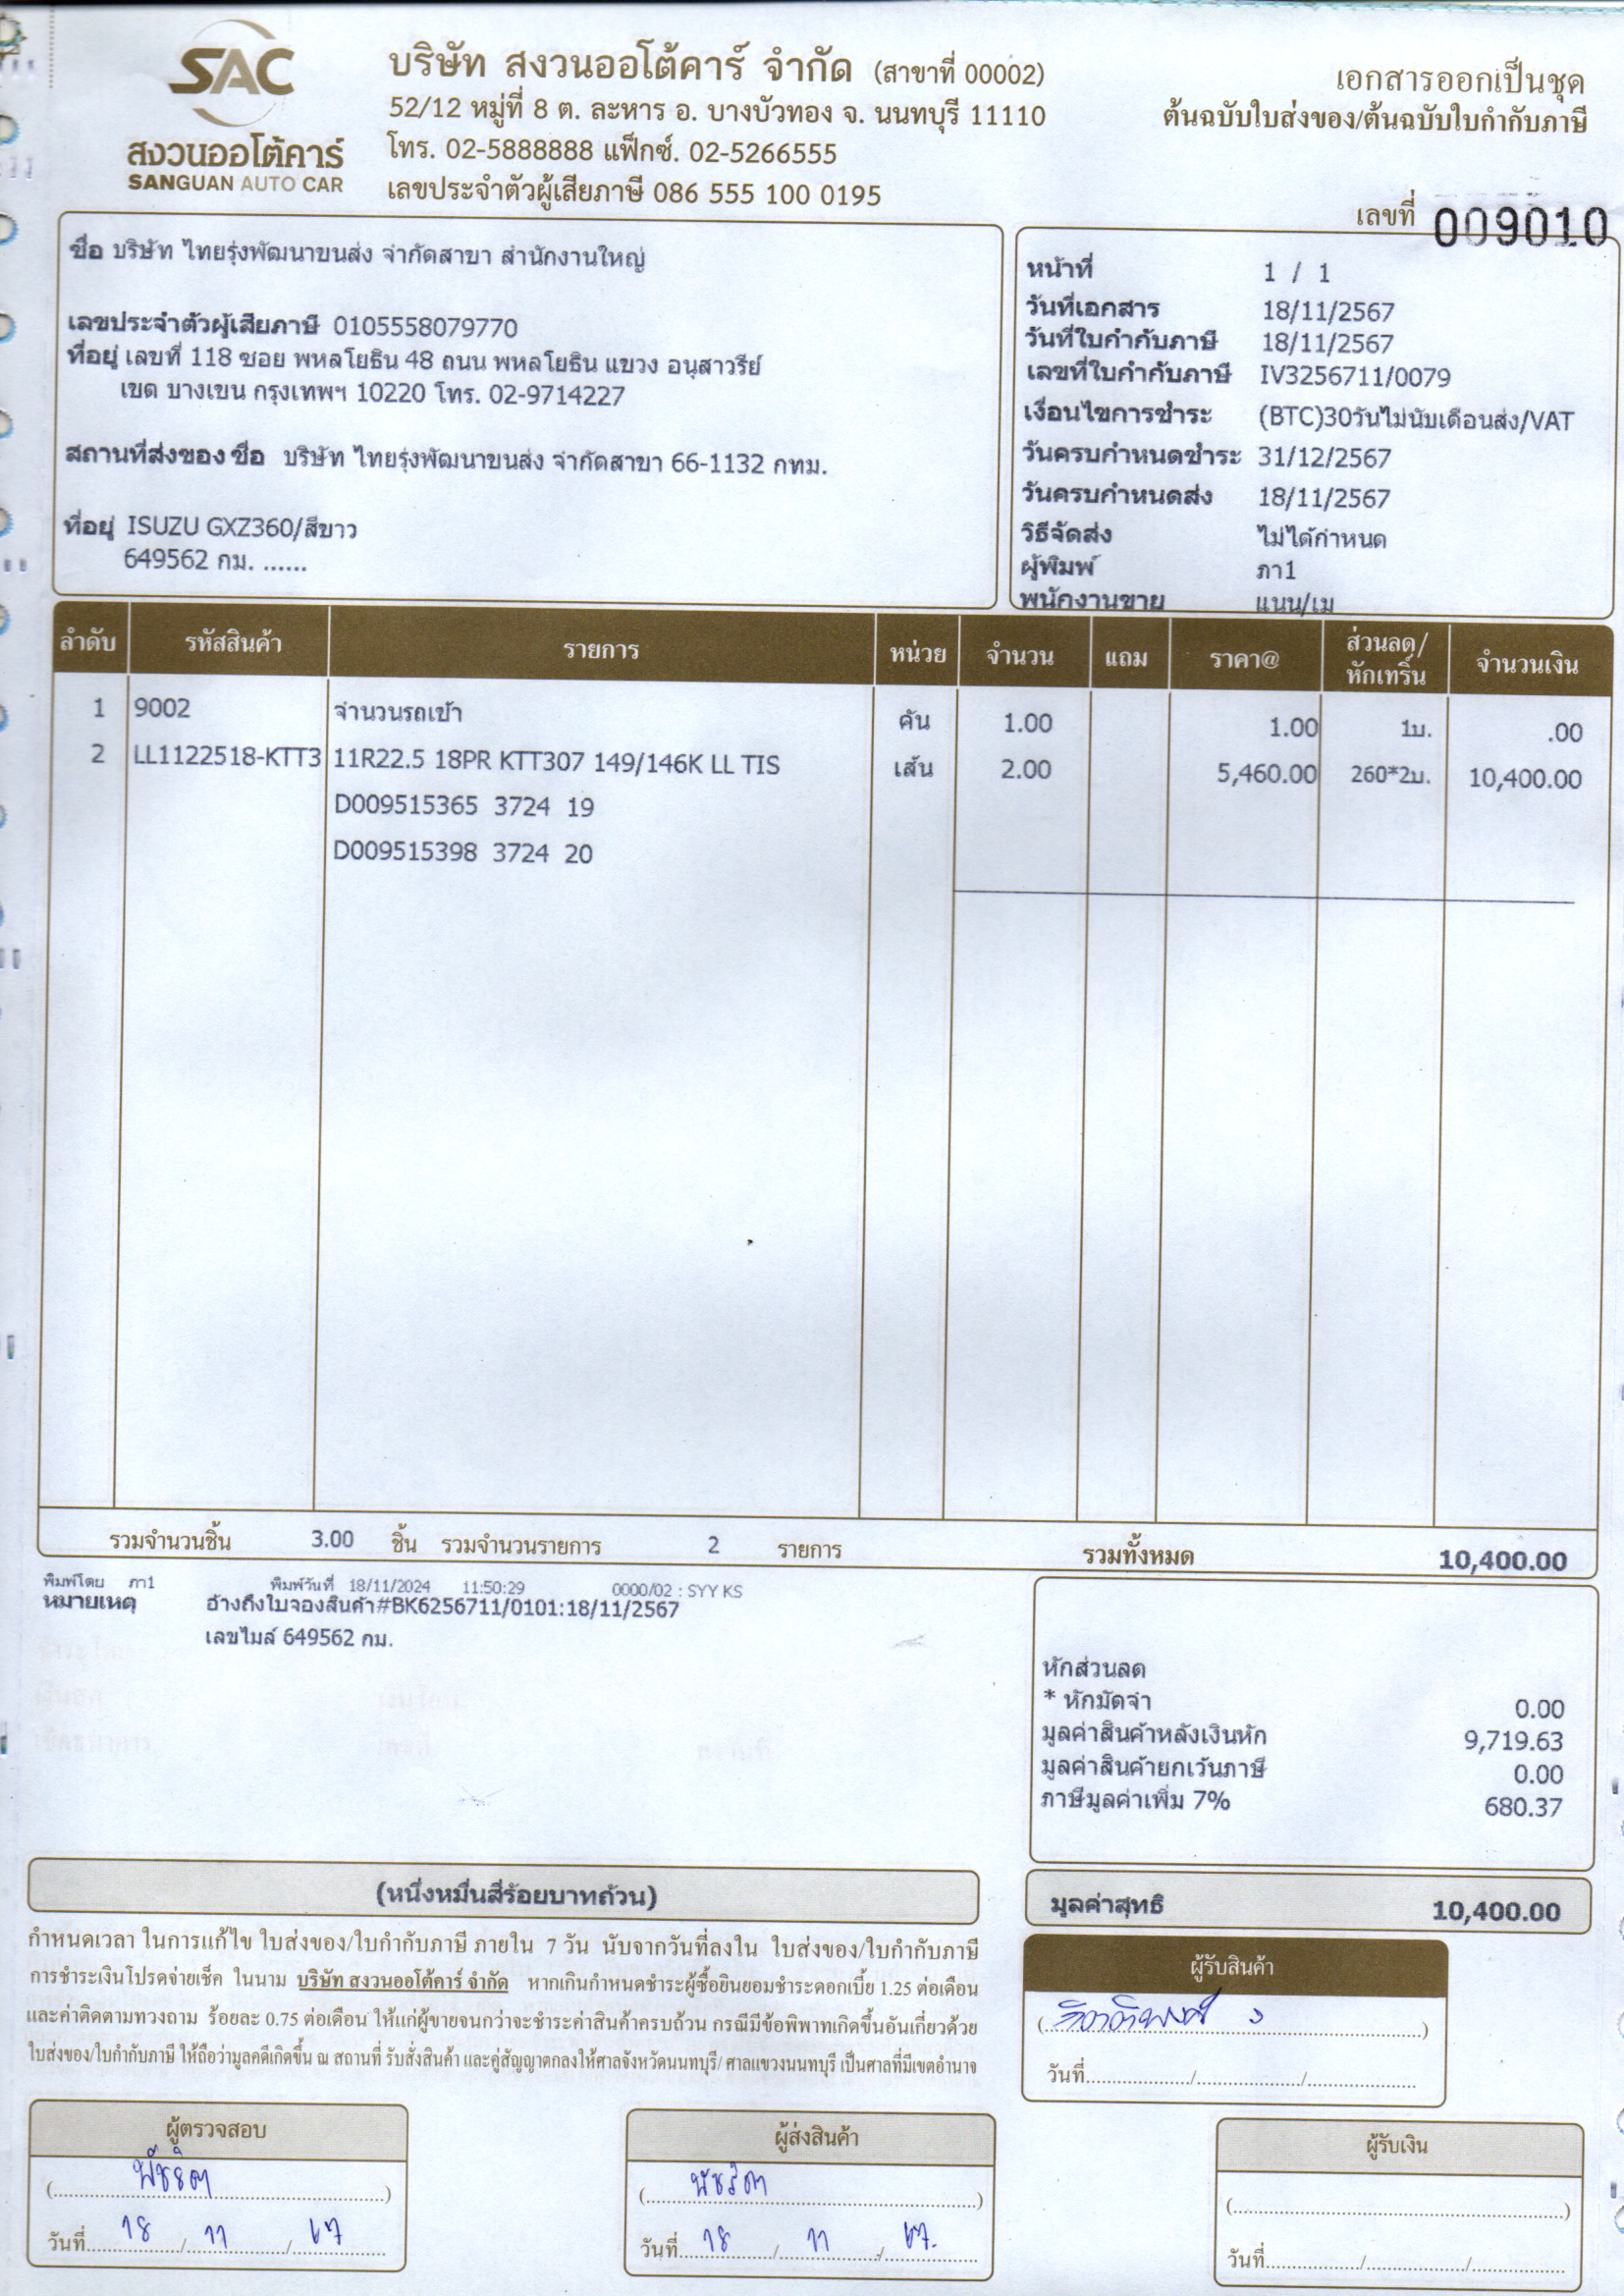 SAC
สงวนออโต้คาร์
SANGUAN AUTO CAR
บริษัท สงวนออโต้คาร์ จำกัด (สาขาที่ 00002)
52/12 หมู่ที่ 8 ต. ละหาร อ. บางบัวทอง จ. นนทบุรี 11110
โทร. 02-5888888 แฟ็กซ์. 02-5266555
เลขประจำตัวผู้เสียภาษี 086 555 100 0195
เอกสารออกเป็นชุด
ต้นฉบับใบส่งของ/ต้นฉบับใบกำกับภาษี
เลขที่ 009010
ชื่อ บริษัท ไทยรุ่งพัฒนาขนส่ง จำกัดสาขา สำนักงานใหญ่
เลขประจำตัวผู้เสียภาษี 0105558079770
ที่อยู่ เลขที่ 118 ซอย พหลโยธิน 48 ถนน พหลโยธิน แขวง อนุสาวรีย์
เขต บางเขน กรุงเทพฯ 10220 โทร. 02-9714227
สถานที่ส่งของ ชื่อ บริษัท ไทยรุ่งพัฒนาขนส่ง จำกัดสาขา 66-1132 กทม.
ที่อยู่ ISUZU GXZ360/สีขาว
649562 กม. ......
หน้าที่ 1 / 1
วันที่เอกสาร 18/11/2567
วันที่ใบกำกับภาษี 18/11/2567
เลขที่ใบกำกับภาษี IV3256711/0079
เงื่อนไขการชำระ (BTC)30วันไม่นับเดือนส่ง/VAT
วันครบกำหนดชำระ 31/12/2567
วันครบกำหนดส่ง 18/11/2567
วิธีจัดส่ง ไม่ได้กำหนด
ผู้พิมพ์ ภา1
พนักงานขาย แนน/เม
ลำดับ รหัสสินค้า รายการ หน่วย จำนวน แถม ราคา@ ส่วนลด/หักเทริ์น จำนวนเงิน
1 9002 จำนวนรถเข้า คัน 1.00 1.00 1บ. .00
2 LL1122518-KTT3 11R22.5 18PR KTT307 149/146K LL TIS เส้น 2.00 5,460.00 260*2บ. 10,400.00
D009515365 3724 19
D009515398 3724 20
รวมจำนวนชิ้น 3.00 ชิ้น รวมจำนวนรายการ 2 รายการ รวมทั้งหมด 10,400.00
พิมพ์โดย ภา1 พิมพ์วันที่ 18/11/2024 11:50:29 0000/02 : SYY KS
หมายเหตุ อ้างถึงใบจองสินค้า#BK6256711/0101:18/11/2567
เลขไมล์ 649562 กม.
หักส่วนลด
* หักมัดจำ 0.00
มูลค่าสินค้าหลังเงินหัก 9,719.63
มูลค่าสินค้ายกเว้นภาษี 0.00
ภาษีมูลค่าเพิ่ม 7% 680.37
(หนึ่งหมื่นสี่ร้อยบาทถ้วน)
มูลค่าสุทธิ 10,400.00
กำหนดเวลา ในการแก้ไข ใบส่งของ/ใบกำกับภาษี ภายใน 7 วัน นับจากวันที่ลงใน ใบส่งของ/ใบกำกับภาษี
การชำระเงินโปรดจ่ายเช็ค ในนาม บริษัท สงวนออโต้คาร์ จำกัด หากเกินกำหนดชำระผู้ซื้อยินยอมชำระดอกเบี้ย 1.25 ต่อเดือน
และค่าติดตามทวงถาม ร้อยละ 0.75 ต่อเดือน ให้แก่ผู้ขายจนกว่าจะชำระค่าสินค้าครบถ้วน กรณีมีข้อพิพาทเกิดขึ้นอันเกี่ยวด้วย
ใบส่งของ/ใบกำกับภาษี ให้ถือว่ามูลคดีเกิดขึ้น ณ สถานที่ รับสั่งสินค้า และคู่สัญญาตกลงให้ศาลจังหวัดนนทบุรี/ ศาลแขวงนนทบุรี เป็นศาลที่มีเขตอำนาจ
ผู้รับสินค้า
วันที่........../........../..........
ผู้ตรวจสอบ
พัชริดา
วันที่ 18 / 11 / 67
ผู้ส่งสินค้า
พัชริดา
วันที่ 18 / 11 / 67.
ผู้รับเงิน
วันที่........../........../..........